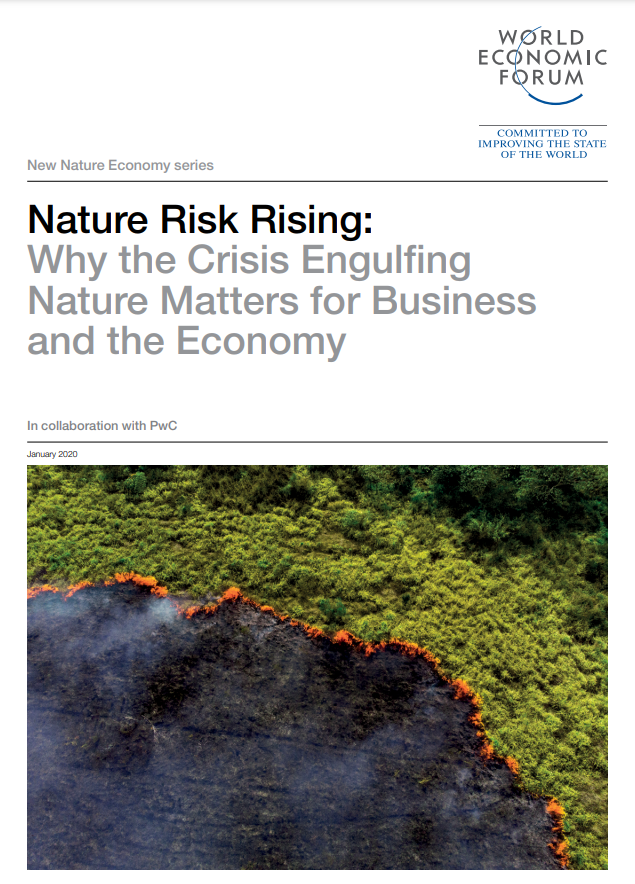 WORLD
ECONOMIC
FORUM
COMMITTED TO
IMPROVING THE STATE
OF THE WORLD
New Nature Economy series
Nature Risk Rising:
Why the Crisis Engulfing
Nature Matters for Business
and the Economy
In collaboration with PwC
January 2020